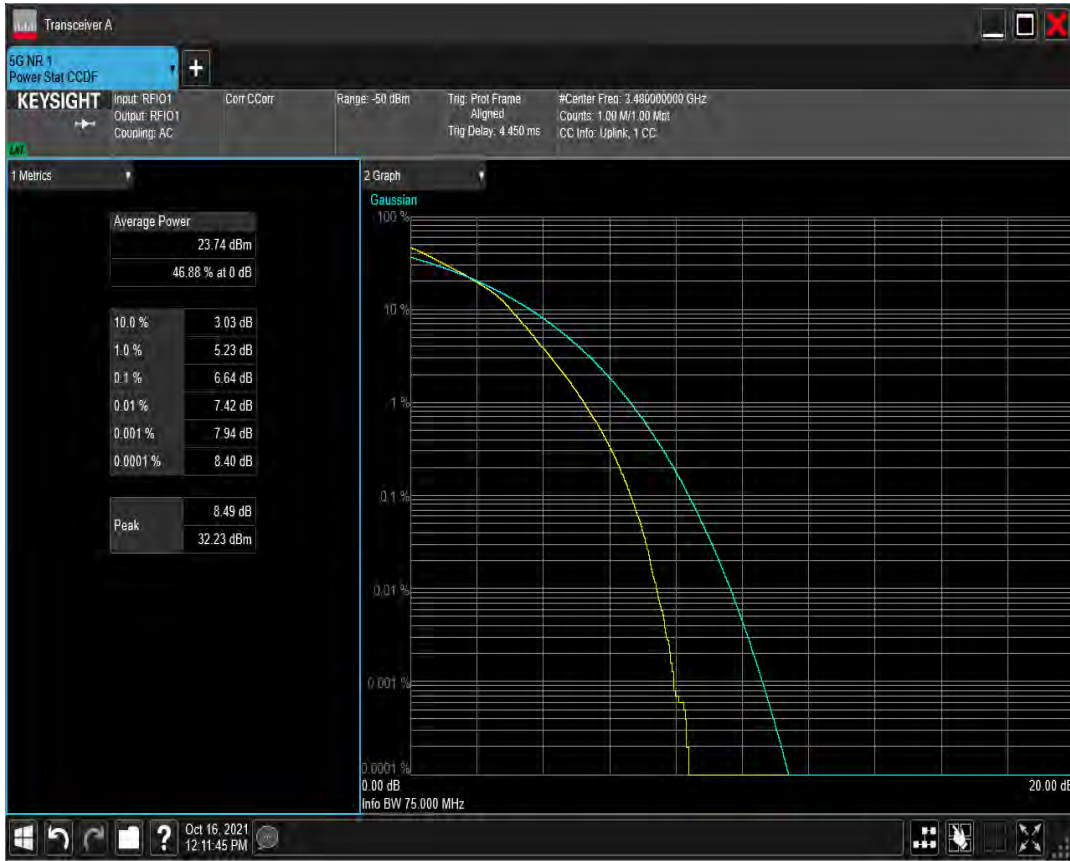 Transceiver A
5G NR 1
Power Stat CCDF
+
KEYSIGHT
Input: RFIO1
Output: RFIO1
Coupling: AC
Corr CCorr
Range: -50 dBm
Trig: Prot Frame
Aligned
Trig Delay: 4.450 ms
#Center Freq: 3.480000000 GHz
Counts: 1.00 M/1.00 Mpt
CC Info: Uplink, 1 CC
1 Metrics
Average Power
23.74 dBm
46.88 % at 0 dB
10.0 % 3.03 dB
1.0 % 5.23 dB
0.1 % 6.64 dB
0.01 % 7.42 dB
0.001 % 7.94 dB
0.0001 % 8.40 dB
Peak
8.49 dB
32.23 dBm
2 Graph
Gaussian
100 %
10 %
1 %
0.1 %
0.01 %
0.001 %
0.0001 %
0.00 dB 20.00 dB
Info BW 75.000 MHz
?
Oct 16, 2021
12:11:45 PM